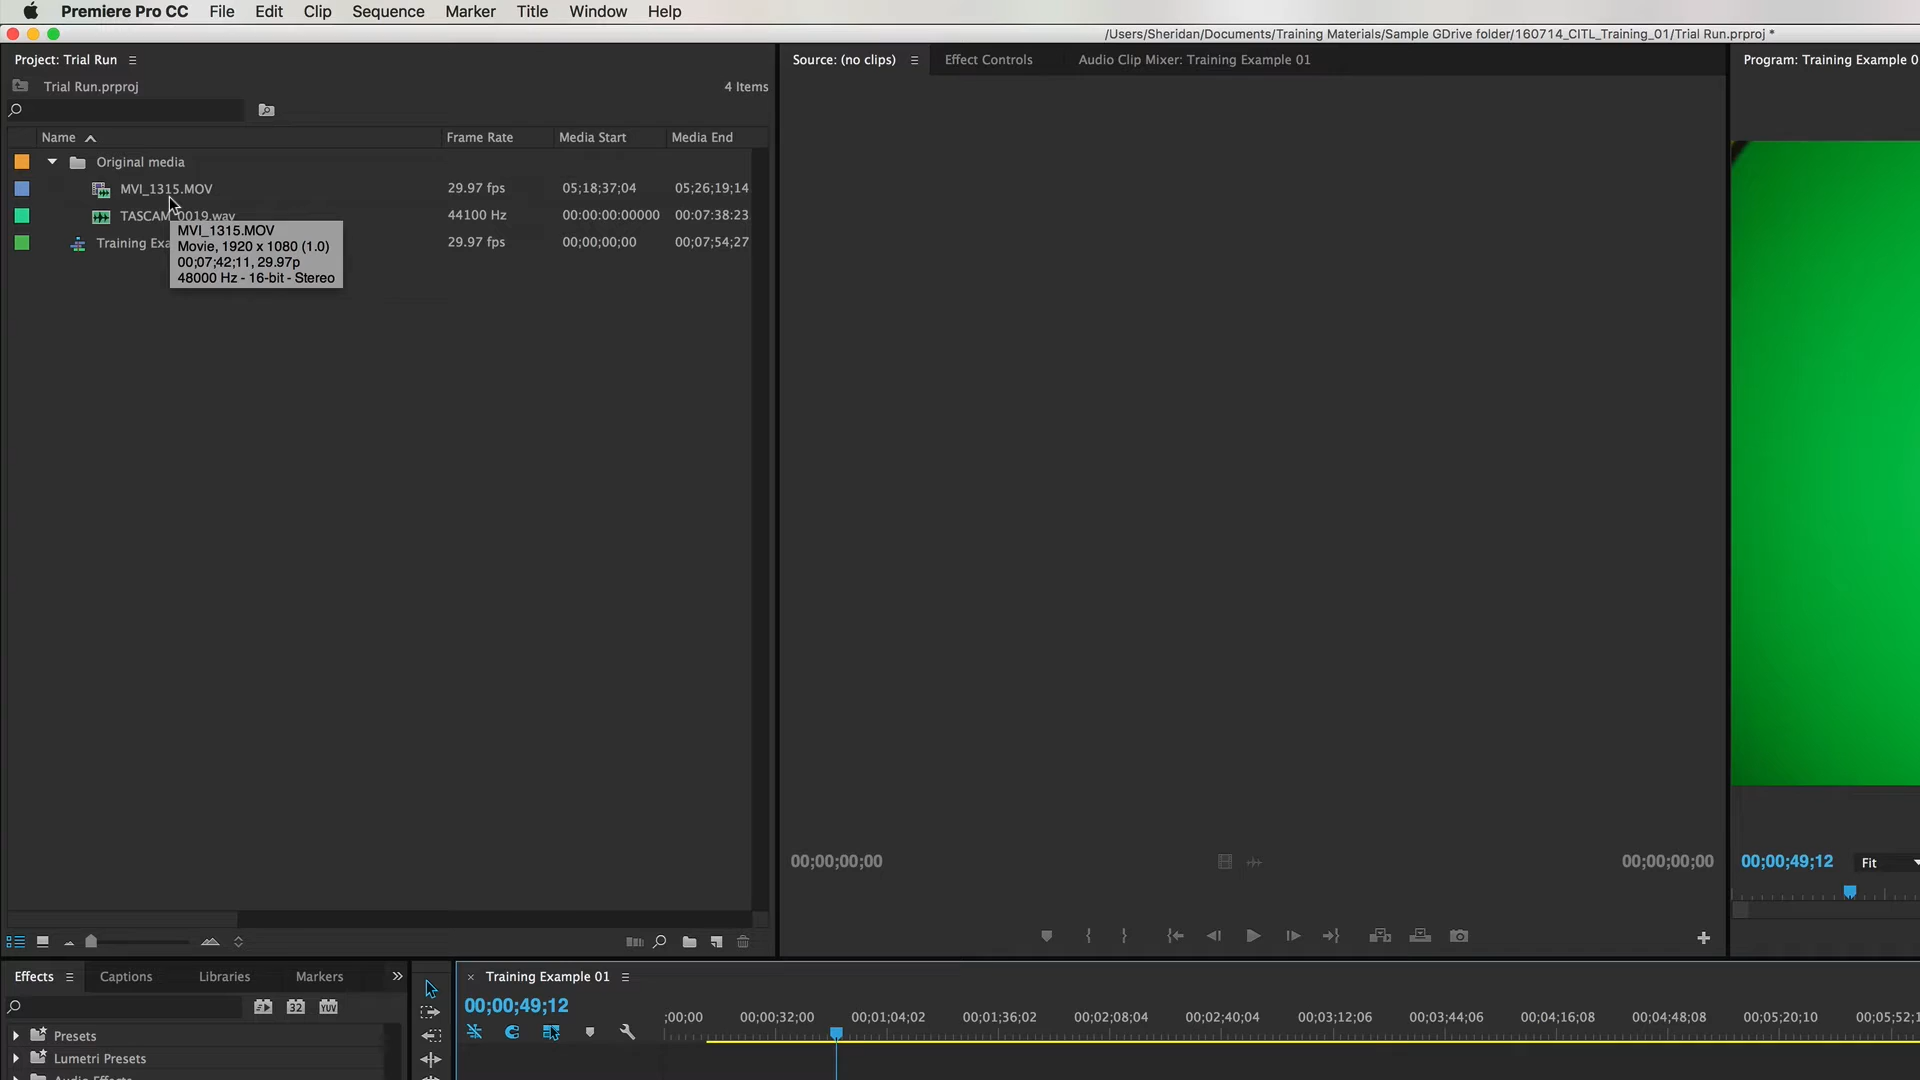 Premiere Pro CC File Edit Clip Sequence Marker Title Window Help
/Users/Sheridan/Documents/Training Materials/Sample GDrive folder/160714_CITL_Training_01/Trial Run.prproj *
Project: Trial Run
Trial Run.prproj 4 Items
Name Frame Rate Media Start Media End
Original media
MVI_1315.MOV 29.97 fps 05;18;37;04 05;26;19;14
TASCAM_0019.wav 44100 Hz 00:00:00:00000 00:07:38:23
Training Exa 29.97 fps 00;00;00;00 00;07;54;27
MVI_1315.MOV
Movie, 1920 x 1080 (1.0)
00;07;42;11, 29.97p
48000 Hz - 16-bit - Stereo
Source: (no clips) Effect Controls Audio Clip Mixer: Training Example 01
00;00;00;00 00;00;00;00
Program: Training Example 0
00;00;49;12 Fit
Effects Captions Libraries Markers
32 YUV
Presets
Lumetri Presets
Audio Effects
Training Example 01
00;00;49;12
;00;00 00;00;32;00 00;01;04;02 00;01;36;02 00;02;08;04 00;02;40;04 00;03;12;06 00;03;44;06 00;04;16;08 00;04;48;08 00;05;20;10 00;05;52;1